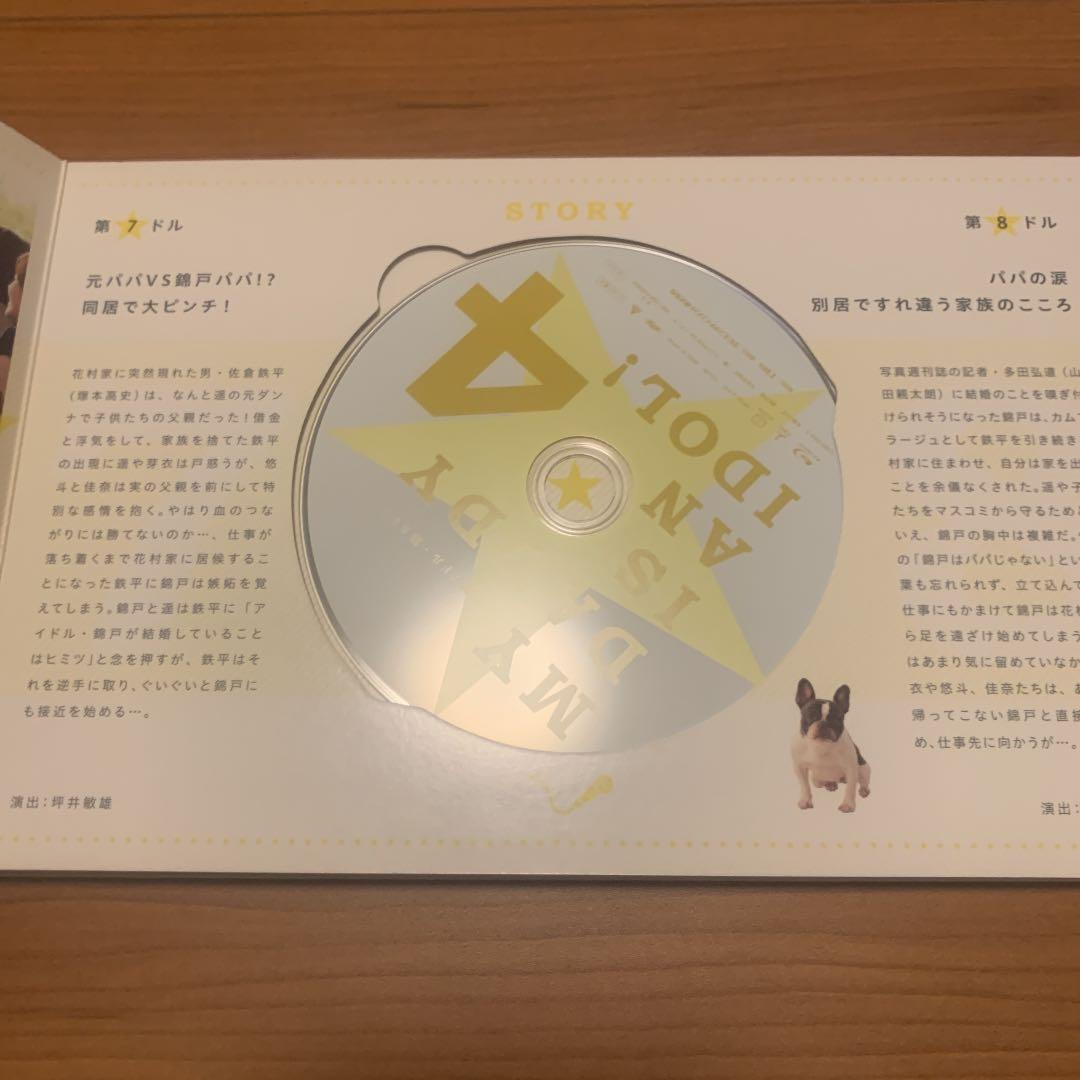 STORY
第7ドル
元パパVS錦戸パパ!?
同居で大ピンチ!
花村家に突然現れた男・佐倉鉄平
(塚本高史)は、なんと遥の元ダン
ナで子供たちの父親だった!借金
と浮気をして、家族を捨てた鉄平
の出現に遥や芽衣は戸惑うが、悠
斗と佳奈は実の父親を前にして特
別な感情を抱く。やはり血のつな
がりには勝てないのか…、仕事が
落ち着くまで花村家に居候するこ
とになった鉄平に錦戸は嫉妬を覚
えてしまう。錦戸と遥は鉄平に「ア
イドル・錦戸が結婚していること
はヒミツ」と念を押すが、鉄平はそ
れを逆手に取り、ぐいぐいと錦戸に
も接近を始める…。
演出:坪井敏雄
4
MY DADDY
IS
AN
IDOL!
第8ドル
パパの涙
別居ですれ違う家族のこころ
写真週刊誌の記者・多田弘道(山
田親太朗)に結婚のことを嗅ぎ付
けられそうになった錦戸は、カムフ
ラージュとして鉄平を引き続き
村家に住まわせ、自分は家を出
ことを余儀なくされた。遥や子
たちをマスコミから守るためと
いえ、錦戸の胸中は複雑だ。
の「錦戸はパパじゃない」とい
葉も忘れられず、立て込んで
仕事にもかまけて錦戸は花村
ら足を遠ざけ始めてしまう
はあまり気に留めていなか
衣や悠斗、佳奈たちは、あ
帰ってこない錦戸と直接
め、仕事先に向かうが…。
演出: